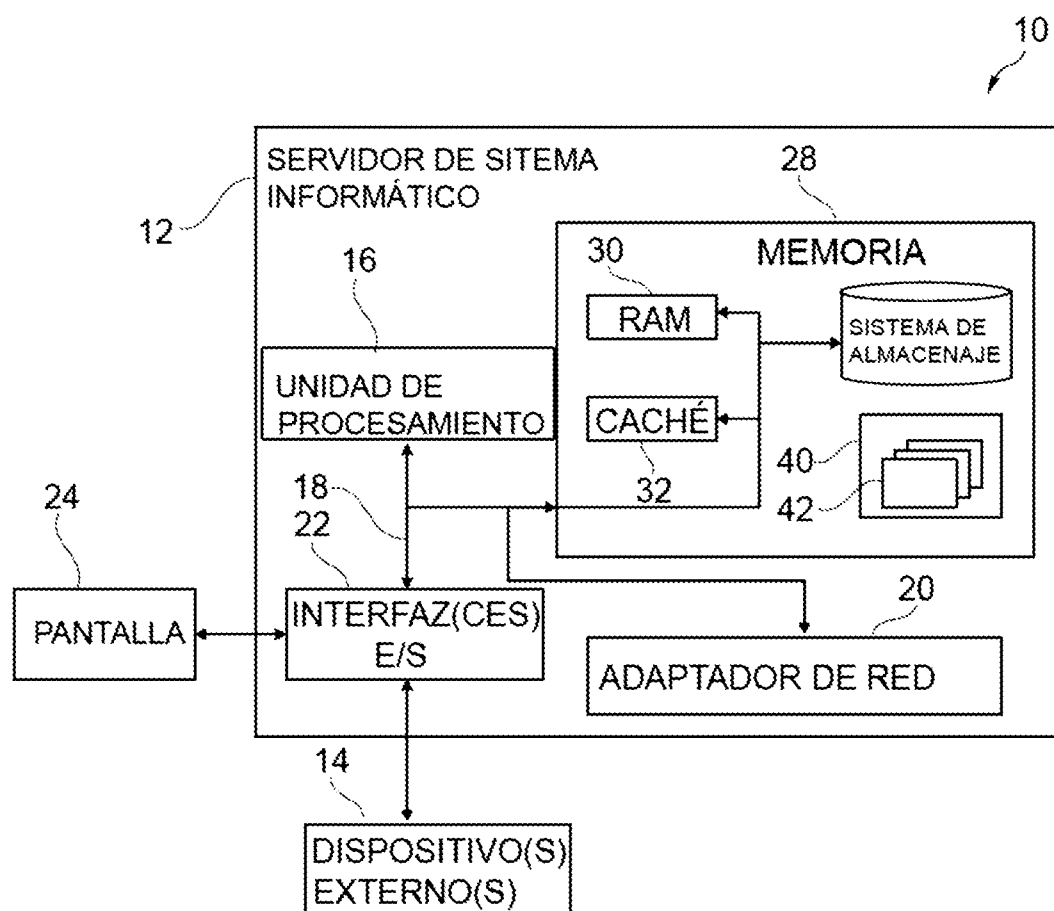 10
SERVIDOR DE SITEMA
INFORMÁTICO
12
28
MEMORIA
16
30
RAM
SISTEMA DE
ALMACENAJE
UNIDAD DE
PROCESAMIENTO
CACHÉ
32
40
42
18
22
24
PANTALLA
INTERFAZ(CES)
E/S
20
ADAPTADOR DE RED
14
DISPOSITIVO(S)
EXTERNO(S)